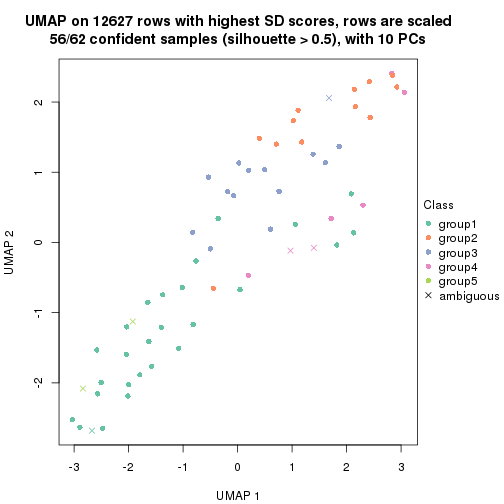 UMAP on 12627 rows with highest SD scores, rows are scaled
56/62 confident samples (silhouette > 0.5), with 10 PCs
UMAP 2
2
1
0
-1
-2
-3
-2
-1
0
1
2
3
UMAP 1
Class
group1
group2
group3
group4
group5
ambiguous